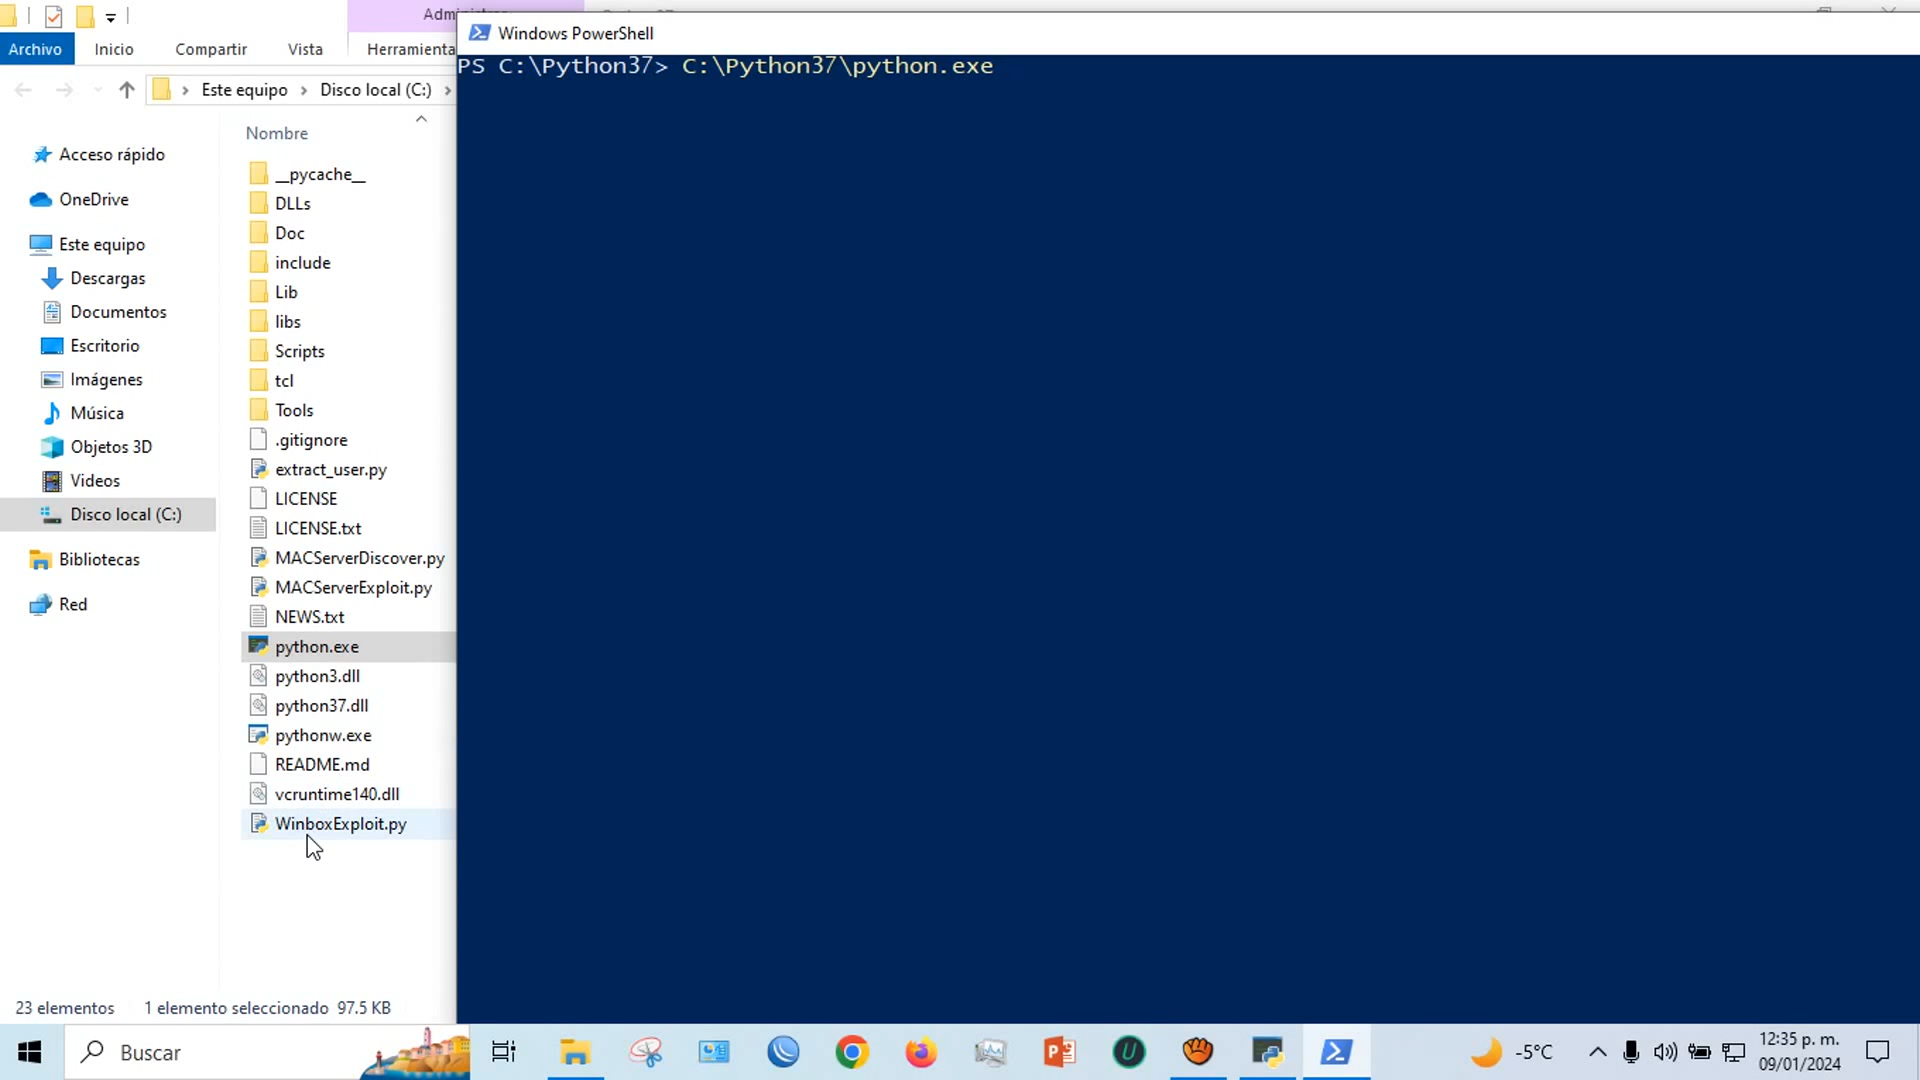 Adm
Archivo
Inicio
Compartir
Vista
Herramienta
Este equipo
Disco local (C:)
Acceso rápido
OneDrive
Este equipo
Descargas
Documentos
Escritorio
Imágenes
Música
Objetos 3D
Videos
Disco local (C:)
Bibliotecas
Red
Nombre
__pycache__
DLLs
Doc
include
Lib
libs
Scripts
tcl
Tools
.gitignore
extract_user.py
LICENSE
LICENSE.txt
MACServerDiscover.py
MACServerExploit.py
NEWS.txt
python.exe
python3.dll
python37.dll
pythonw.exe
README.md
vcruntime140.dll
WinboxExploit.py
23 elementos
1 elemento seleccionado 97.5 KB
Windows PowerShell
PS C:\Python37> C:\Python37\python.exe
Buscar
-5°C
12:35 p. m.
09/01/2024